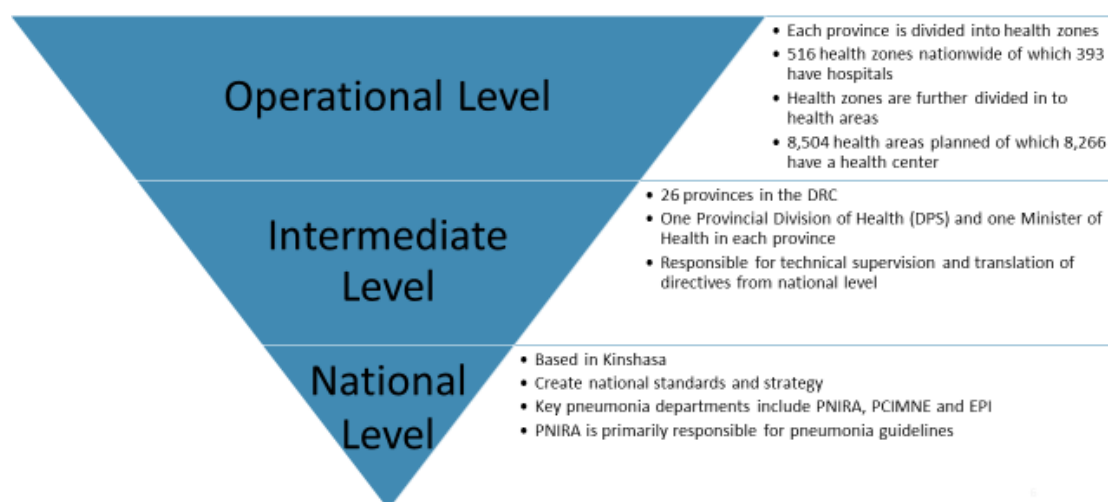 Operational Level
• Each province is divided into health zones
• 516 health zones nationwide of which 393
have hospitals
• Health zones are further divided in to
health areas
• 8,504 health areas planned of which 8,266
have a health center
Intermediate
Level
• 26 provinces in the DRC
• One Provincial Division of Health (DPS) and one Minister of
Health in each province
• Responsible for technical supervision and translation of
directives from national level
National
Level
• Based in Kinshasa
• Create national standards and strategy
• Key pneumonia departments include PNIRA, PCIMNE and EPI
• PNIRA is primarily responsible for pneumonia guidelines